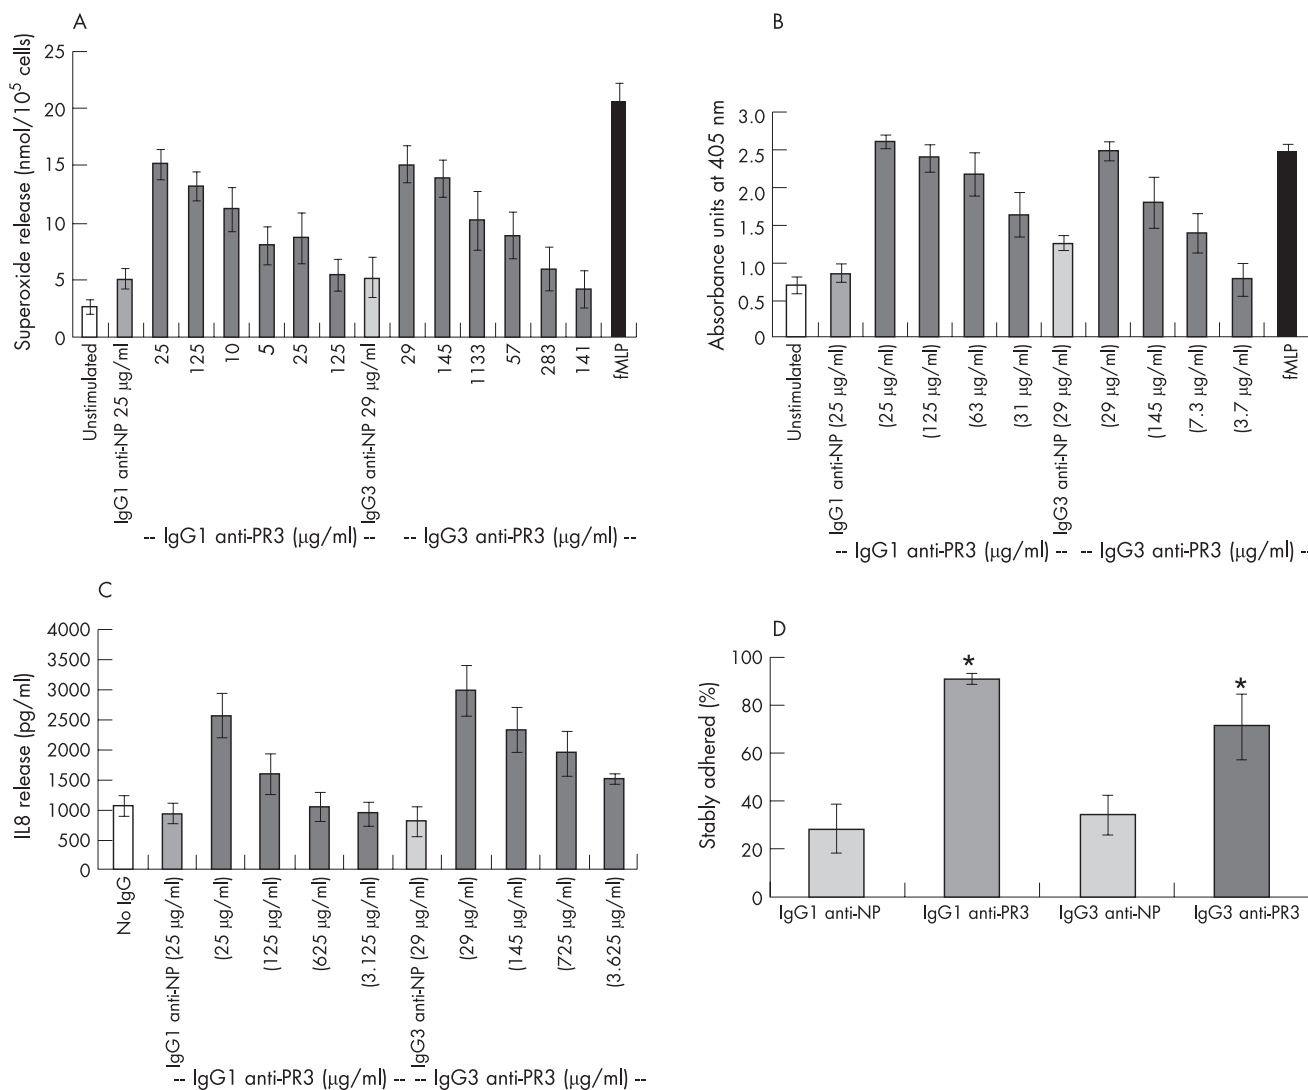 A
Superoxide release (nmol/10⁵ cells)
25
20
15
10
5
0
Unstimulated
IgG1 anti-NP 25 µg/ml
25
125
10
5
25
125
IgG3 anti-NP 29 µg/ml
29
145
1133
57
283
141
fMLP
-- IgG1 anti-PR3 (µg/ml) --
IgG3 anti-PR3 (µg/ml) --
B
Absorbance units at 405 nm
3.0
2.5
2.0
1.5
1.0
0.5
0
Unstimulated
IgG1 anti-NP (25 µg/ml)
(25 µg/ml)
(125 µg/ml)
(63 µg/ml)
(31 µg/ml)
IgG3 anti-NP (29 µg/ml)
(29 µg/ml)
(145 µg/ml)
(7.3 µg/ml)
(3.7 µg/ml)
fMLP
-- IgG1 anti-PR3 (µg/ml) --
-- IgG3 anti-PR3 (µg/ml) --
C
IL8 release (pg/ml)
4000
3500
3000
2500
2000
1500
1000
500
0
No IgG
IgG1 anti-NP (25 µg/ml)
(25 µg/ml)
(125 µg/ml)
(625 µg/ml)
(3.125 µg/ml)
IgG3 anti-NP (29 µg/ml)
(29 µg/ml)
(145 µg/ml)
(725 µg/ml)
(3.625 µg/ml)
-- IgG1 anti-PR3 (µg/ml) --
-- IgG3 anti-PR3 (µg/ml) --
D
Stably adhered (%)
100
80
60
40
20
0
*
*
IgG1 anti-NP
IgG1 anti-PR3
IgG3 anti-NP
IgG3 anti-PR3